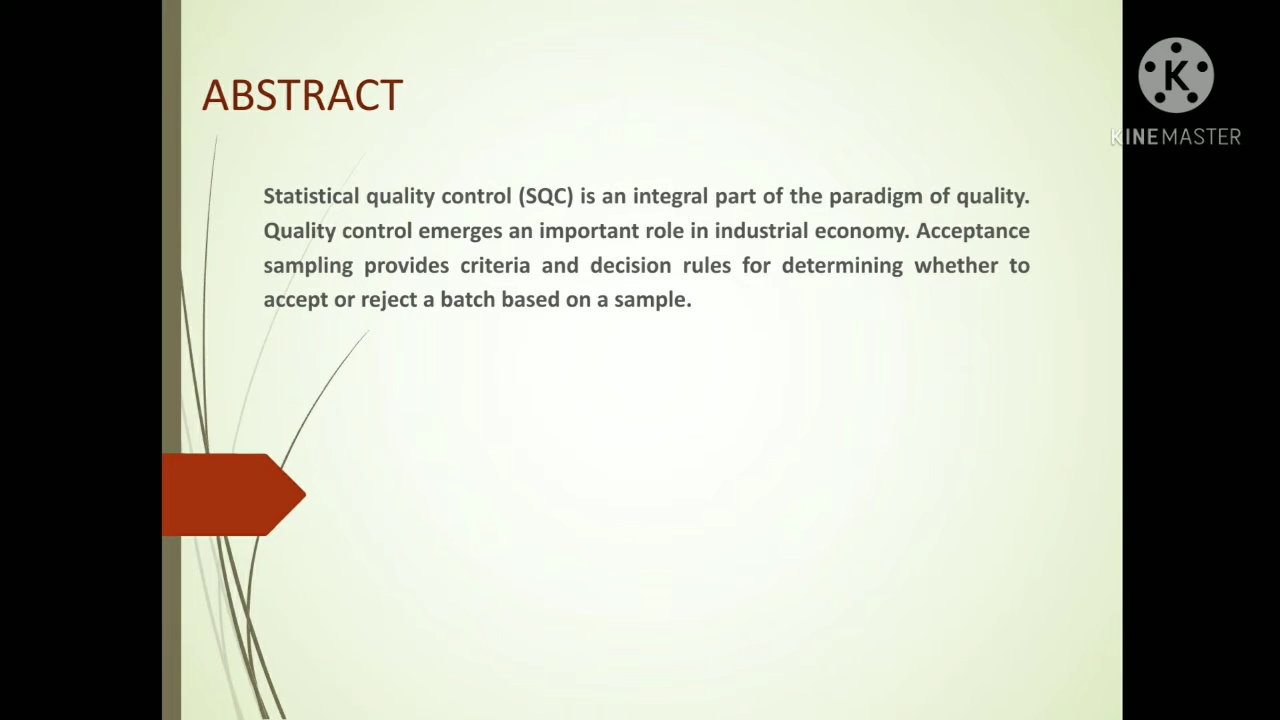 ABSTRACT
Statistical quality control (SQC) is an integral part of the paradigm of quality.
Quality control emerges an important role in industrial economy. Acceptance
sampling provides criteria and decision rules for determining whether to
accept or reject a batch based on a sample.
K
KINEMASTER